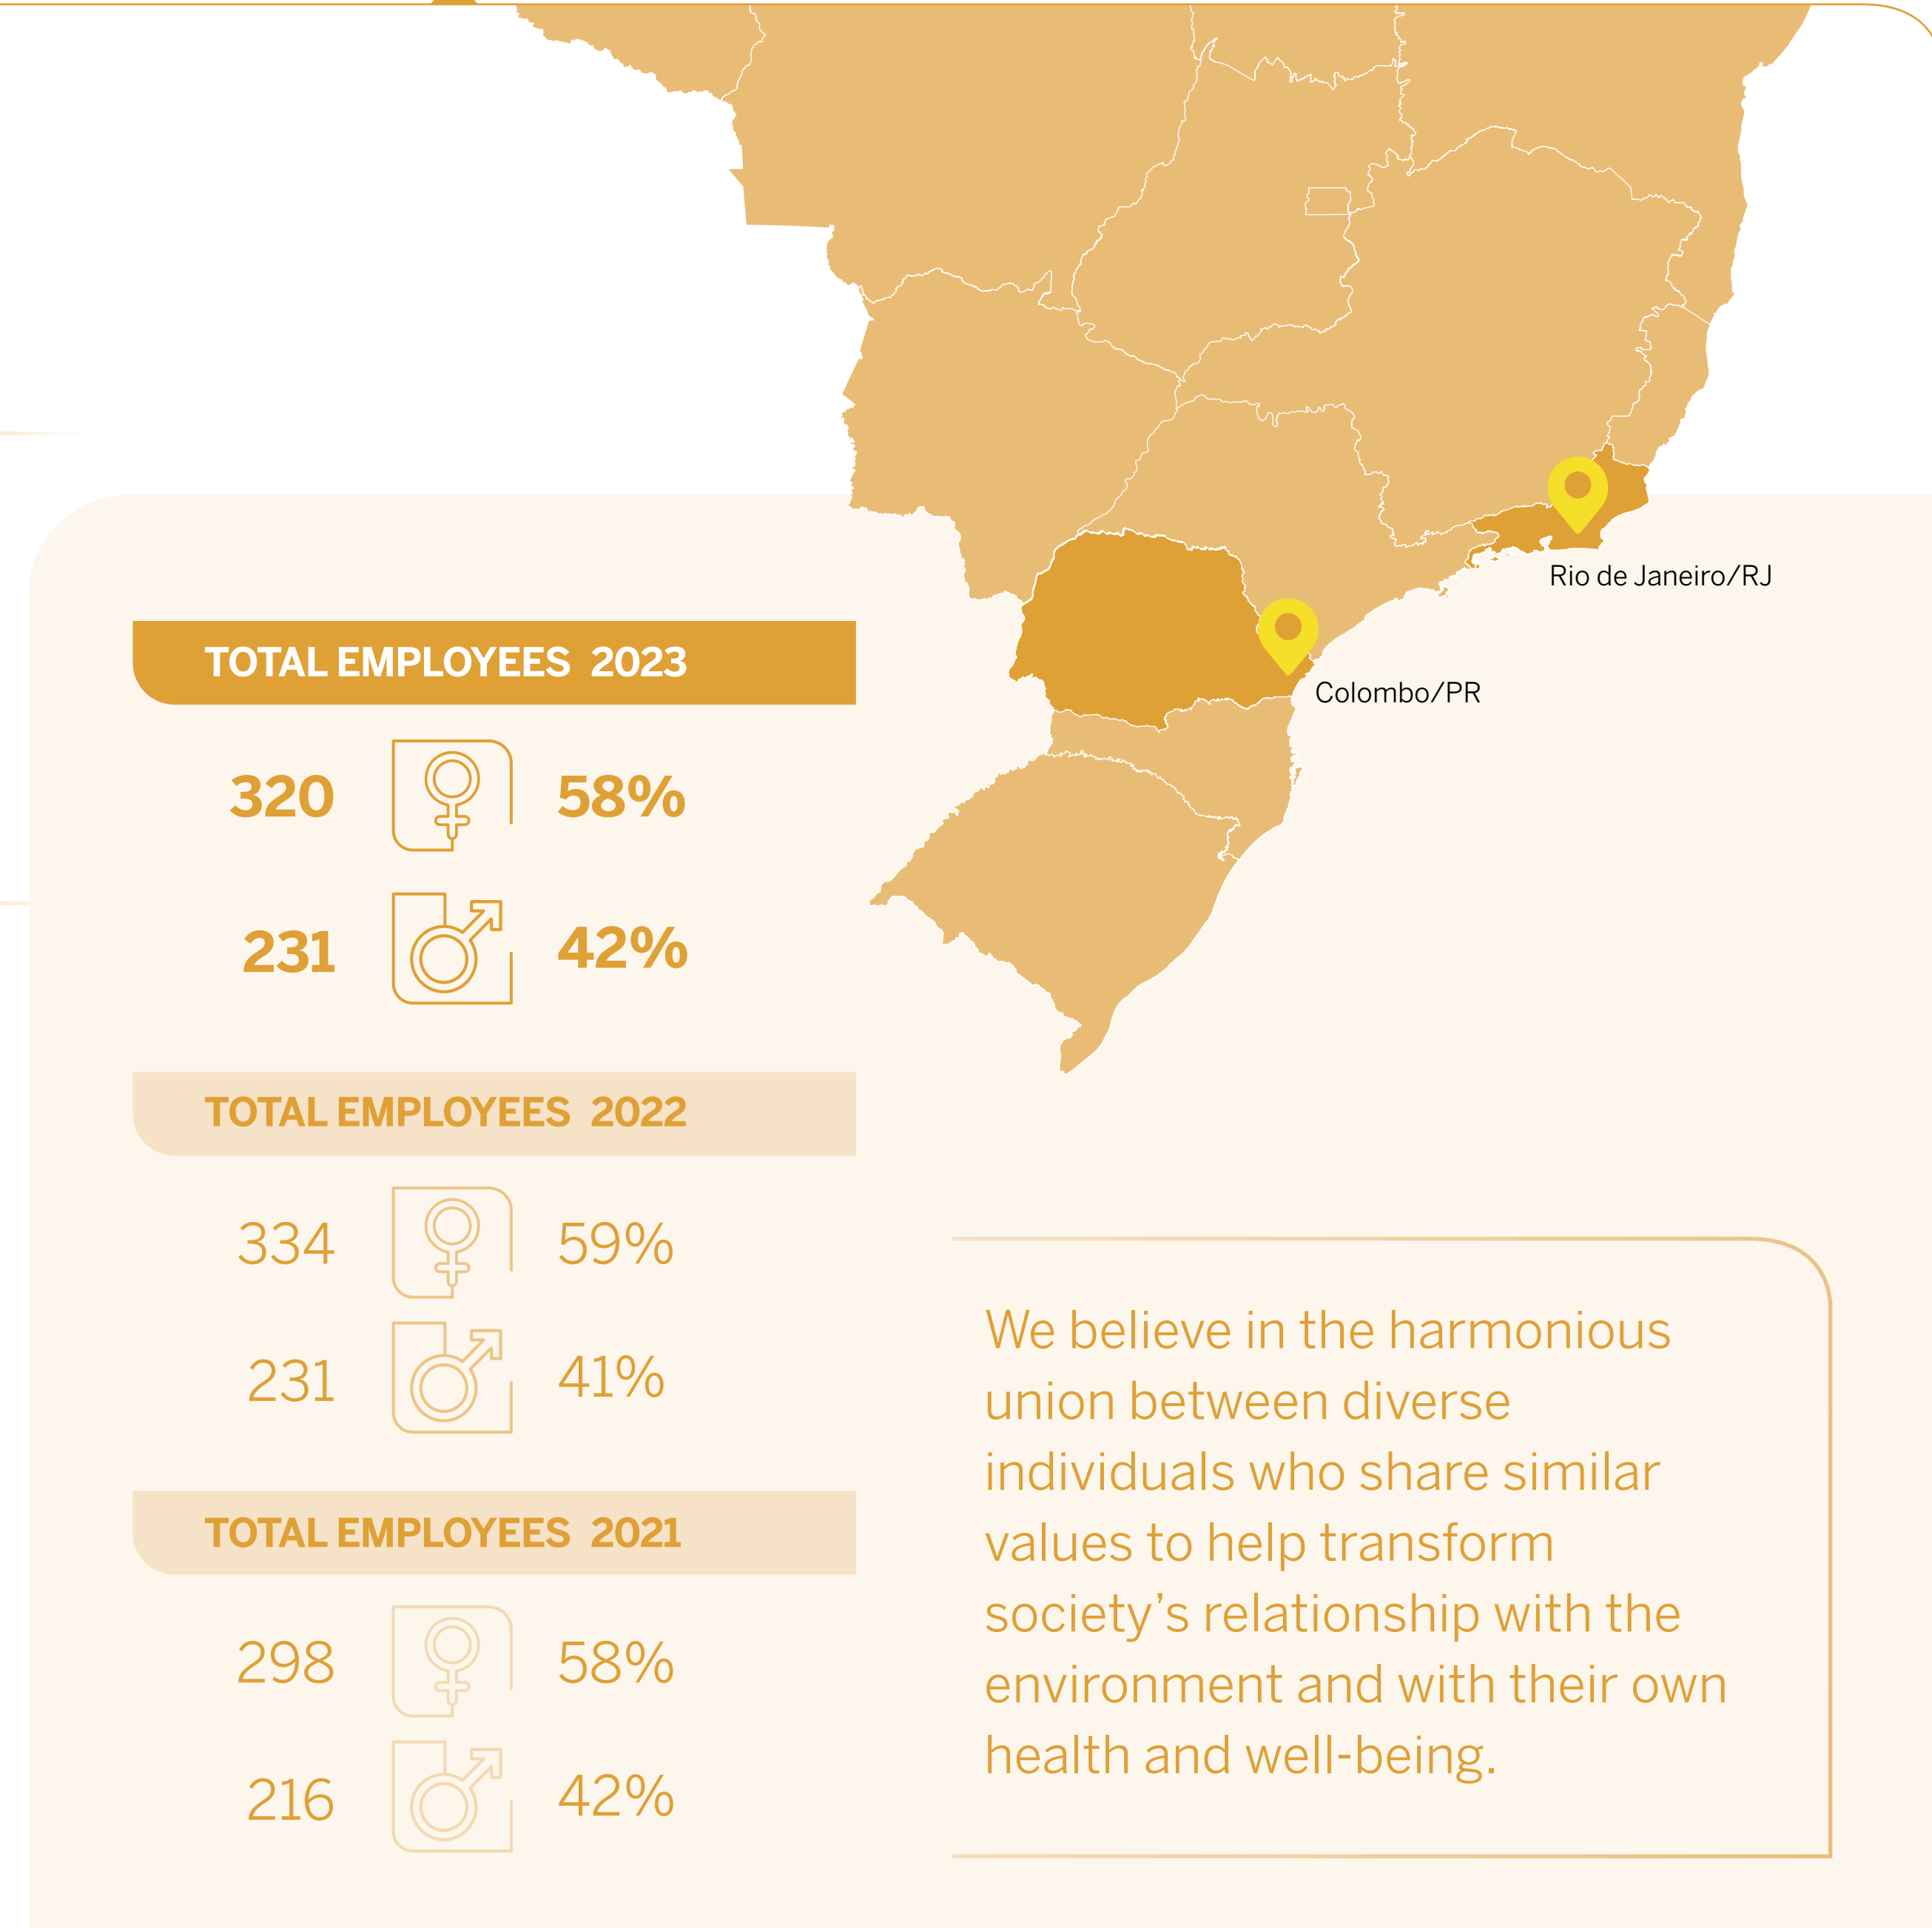 Rio de Janeiro/RJ
Colombo/PR
TOTAL EMPLOYEES 2023
320 58%
231 42%
TOTAL EMPLOYEES 2022
334 59%
231 41%
TOTAL EMPLOYEES 2021
298 58%
216 42%
We believe in the harmonious
union between diverse
individuals who share similar
values to help transform
society’s relationship with the
environment and with their own
health and well-being.